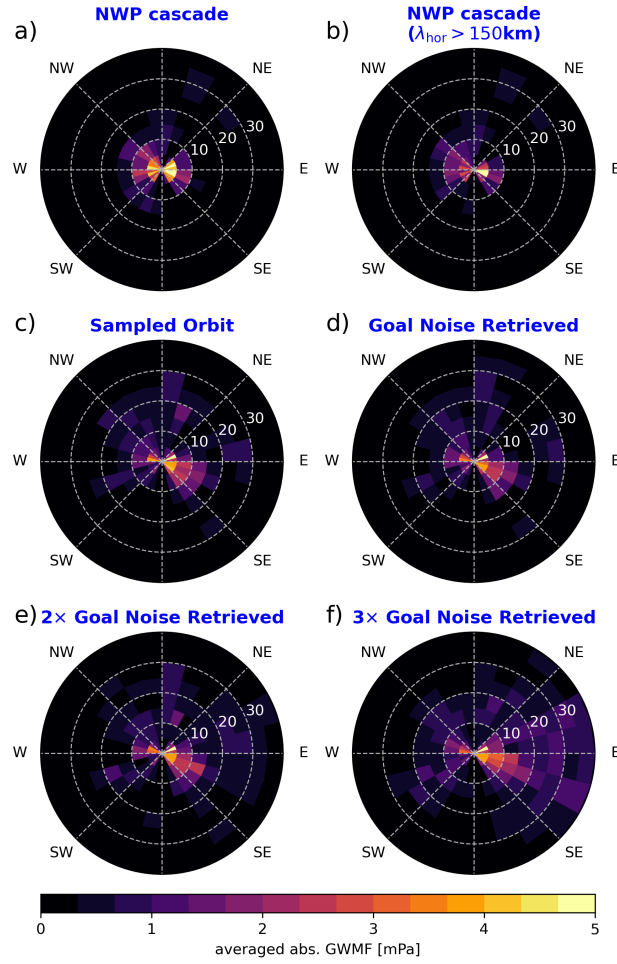 a)
NWP cascade
NW
NE
W
E
SW
SE
10
20
30
b)
NWP cascade
(λhor > 150km)
NW
NE
W
E
SW
SE
10
20
30
c)
Sampled Orbit
NW
NE
W
E
SW
SE
10
20
30
d)
Goal Noise Retrieved
NW
NE
W
E
SW
SE
10
20
30
e)
2× Goal Noise Retrieved
NW
NE
W
E
SW
SE
10
20
30
f)
3× Goal Noise Retrieved
NW
NE
W
E
SW
SE
10
20
30
0 1 2 3 4 5
averaged abs. GWMF [mPa]